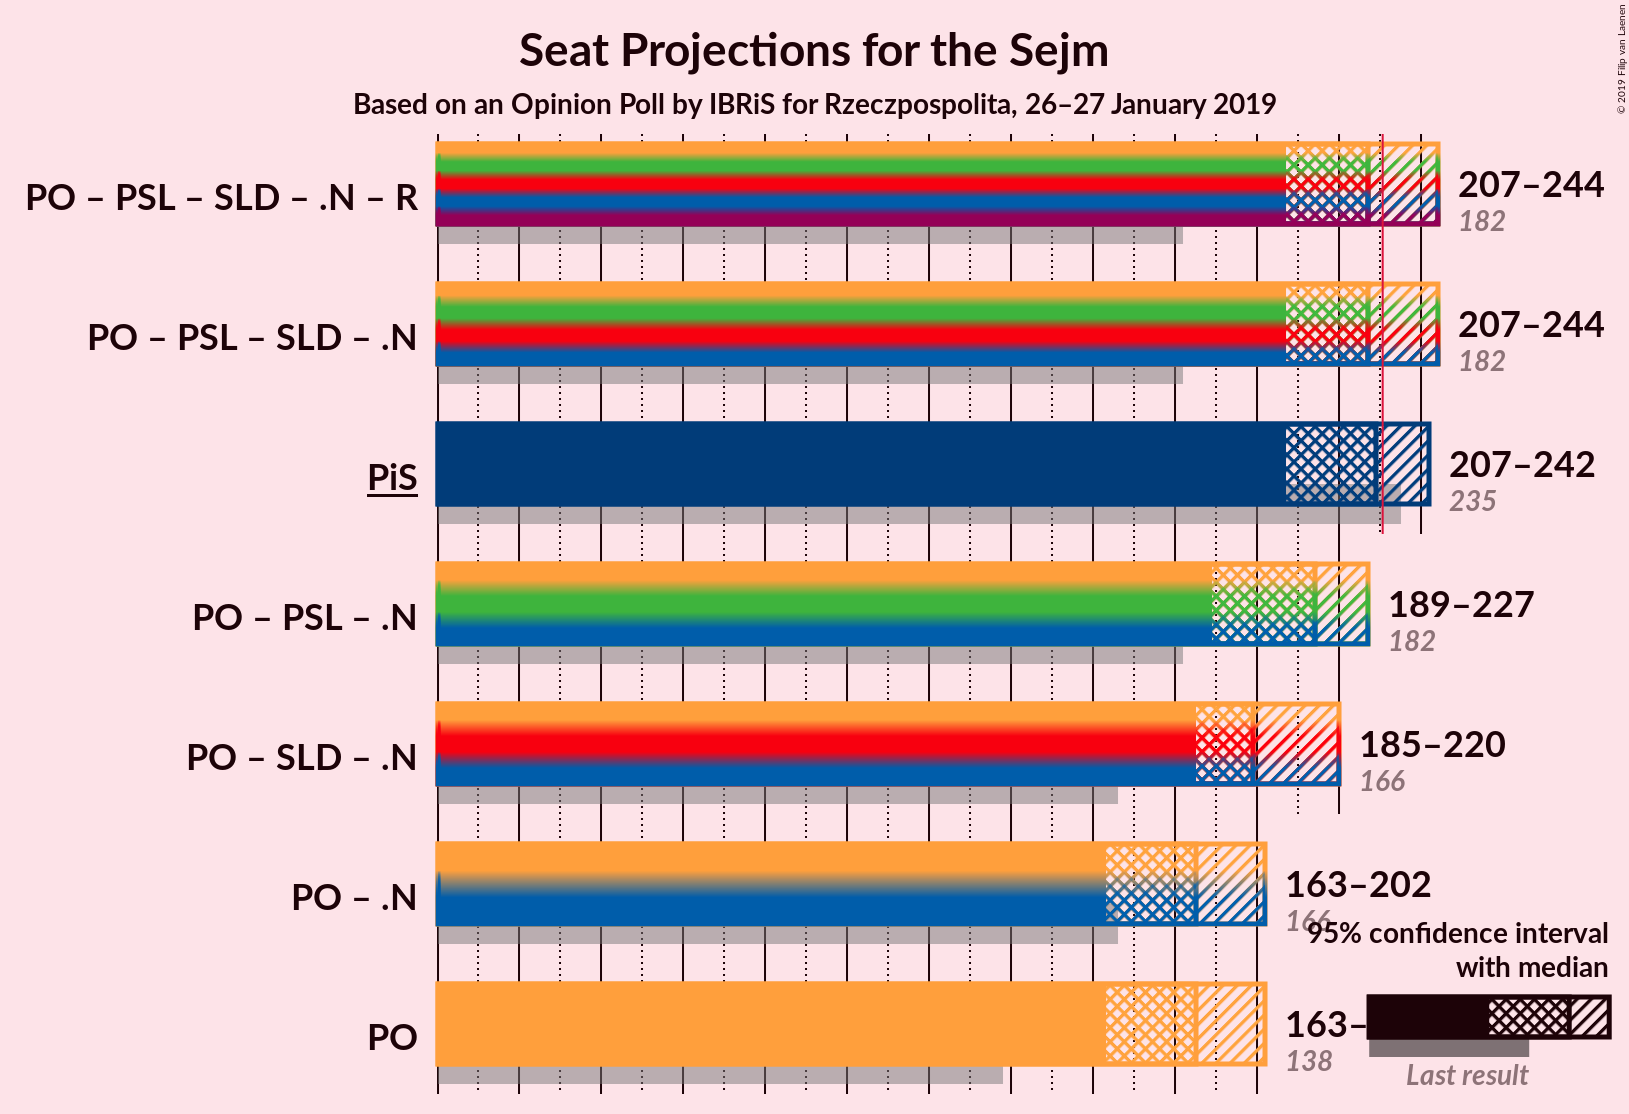 Seat Projections for the Sejm
Based on an Opinion Poll by IBRiS for Rzeczpospolita, 26–27 January 2019
© 2019 Filip van Laenen
PO – PSL – SLD – .N – R
207–244
182
PO – PSL – SLD – .N
207–244
182
PiS
207–242
235
PO – PSL – .N
189–227
182
PO – SLD – .N
185–220
166
PO – .N
163–202
166
95% confidence interval
with median
PO
163–
138
Last result